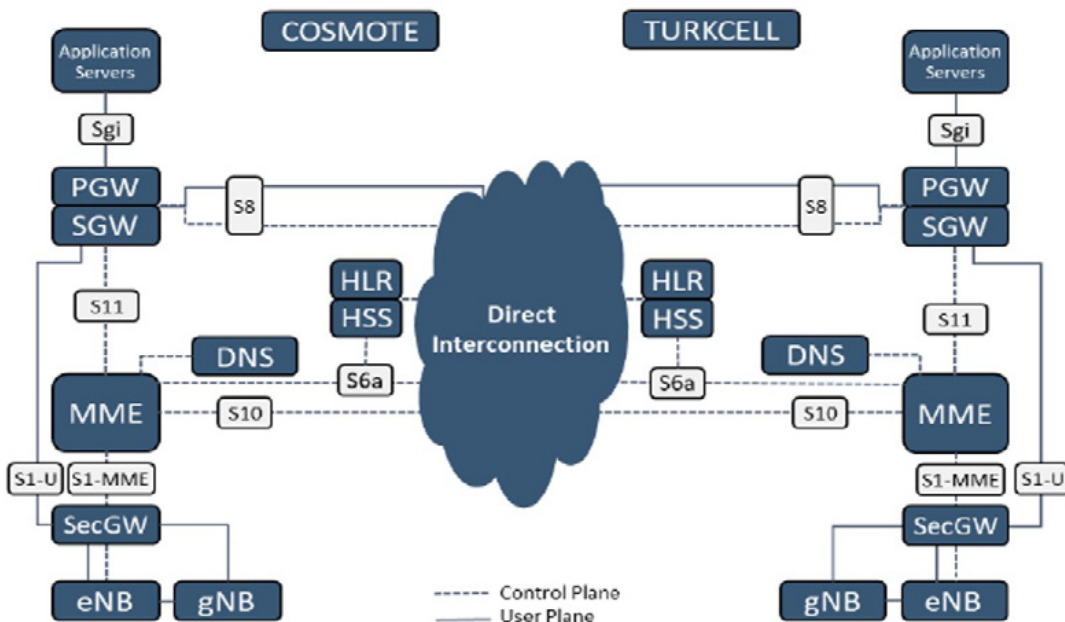 COSMOTE
TURKCELL
Application
Servers
Application
Servers
Sgi
Sgi
PGW
SGW
PGW
SGW
S8
S8
HLR
HSS
HLR
HSS
Direct
Interconnection
S11
S11
DNS
DNS
S6a
S6a
MME
MME
S10
S10
S1-U
S1-MME
S1-MME
S1-U
SecGW
SecGW
eNB
gNB
gNB
eNB
Control Plane
User Plane